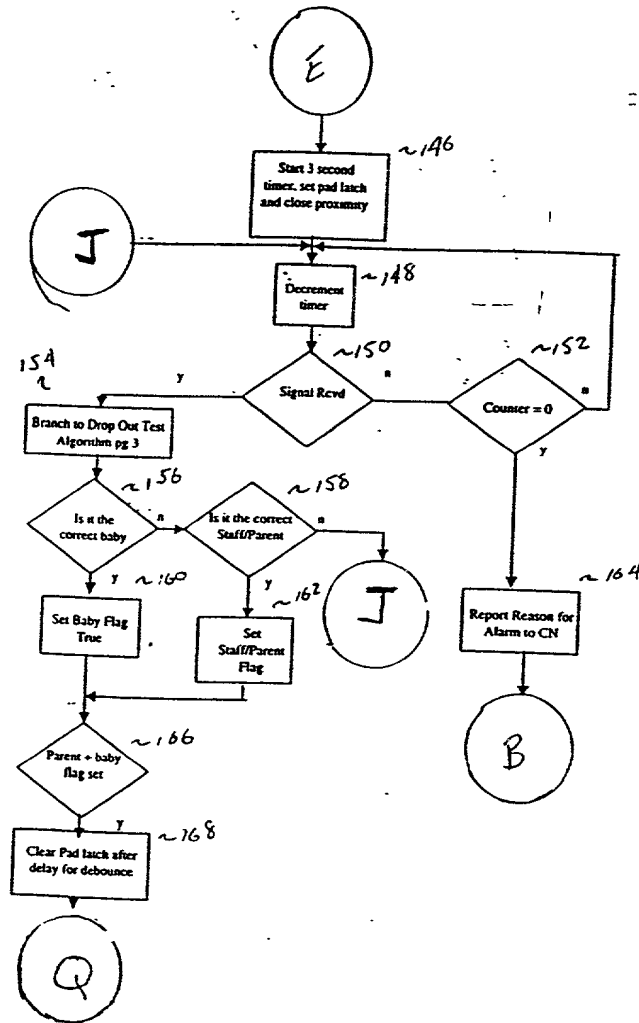 E
~146
Start 3 second
timer, set pad latch
and close proximity
J
~148
Decrement
timer
~150
Signal Rcvd
y
n
~152
Counter = 0
n
y
154
~
Branch to Drop Out Test
Algorithm pg 3
~156
Is it the
correct baby
n
y
~158
Is it the correct
Staff/Parent
n
y
~160
Set Baby Flag
True
~162
Set
Staff/Parent
Flag
J
~164
Report Reason for
Alarm to CN
B
~166
Parent + baby
flag set
y
~168
Clear Pad latch after
delay for debounce
Q